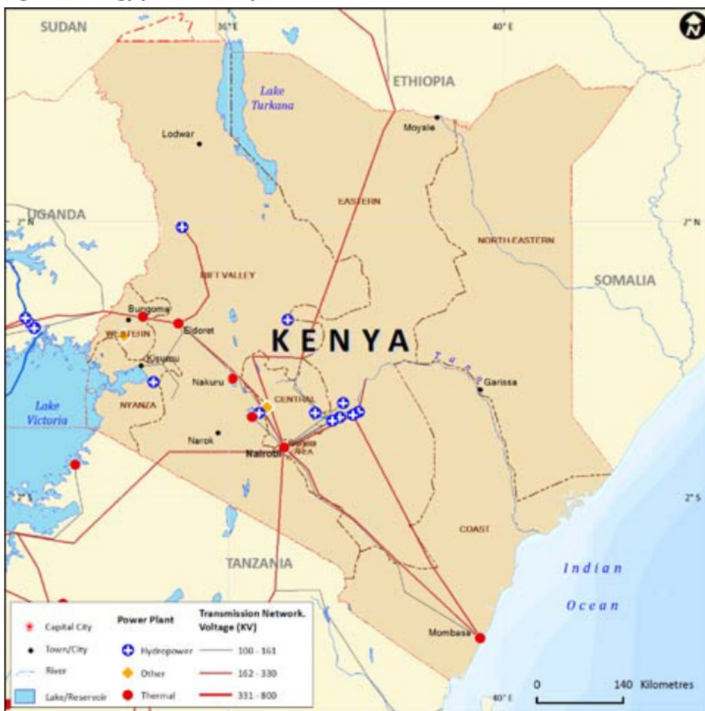 36° E
40° E
N
SUDAN
ETHIOPIA
Lake
Turkana
Lodwar
Moyale
EASTERN
UGANDA
2° N
2° N
NORTH-EASTERN
RIFT VALLEY
SOMALIA
Bungoma
WESTERN
Eldoret
KENYA
Kisumu
Tana
Nakuru
Garissa
NYANZA
CENTRAL
Lake
Victoria
Narok
Nairobi
AREA
2° S
2° S
COAST
TANZANIA
Indian
Ocean
Mombasa
Capital City
Town/City
River
Lake/Reservoir
Power Plant
Hydropower
Other
Thermal
Transmission Network.
Voltage (KV)
100 - 161
162 - 330
331 - 800
40° E
0 140 Kilometres